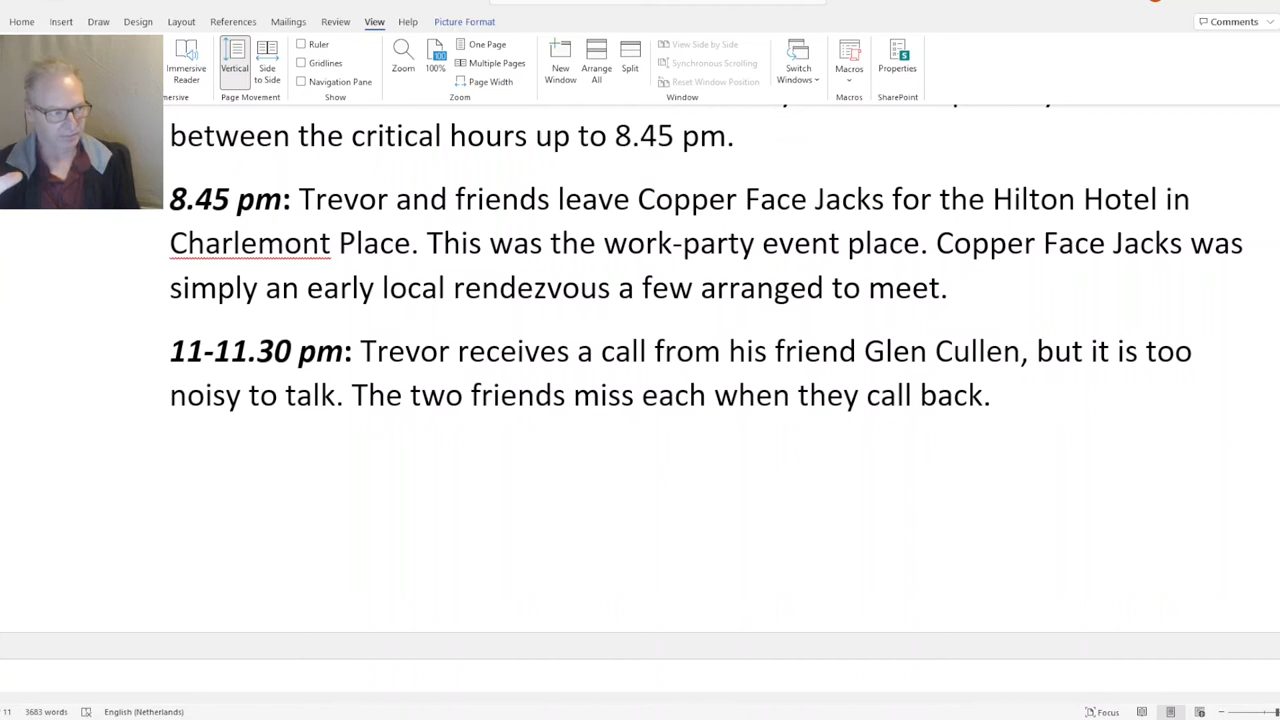 Home Insert Draw Design Layout References Mailings Review View Help Picture Format Comments
Immersive Reader Vertical Side to Side Ruler Gridlines Navigation Pane Zoom 100% One Page Multiple Pages Page Width New Window Arrange All Split View Side by Side Synchronous Scrolling Reset Window Position Switch Windows Macros Properties
Page Movement Show Zoom Window Macros SharePoint
between the critical hours up to 8.45 pm.
8.45 pm: Trevor and friends leave Copper Face Jacks for the Hilton Hotel in
Charlemont Place. This was the work-party event place. Copper Face Jacks was
simply an early local rendezvous a few arranged to meet.
11-11.30 pm: Trevor receives a call from his friend Glen Cullen, but it is too
noisy to talk. The two friends miss each when they call back.
11 3683 words English (Netherlands) Focus